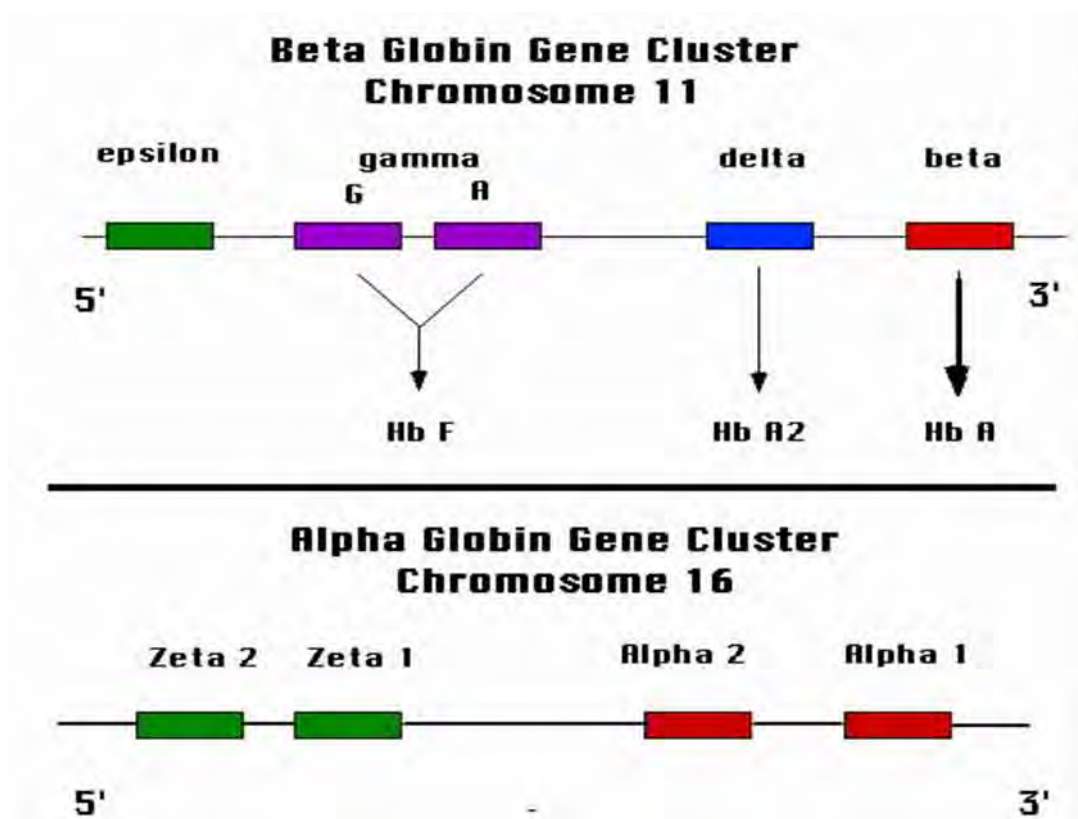 Beta Globin Gene Cluster
Chromosome 11
epsilon gamma delta beta
G A
5' 3'
Hb F Hb A2 Hb A
Alpha Globin Gene Cluster
Chromosome 16
Zeta 2 Zeta 1 Alpha 2 Alpha 1
5' - 3'